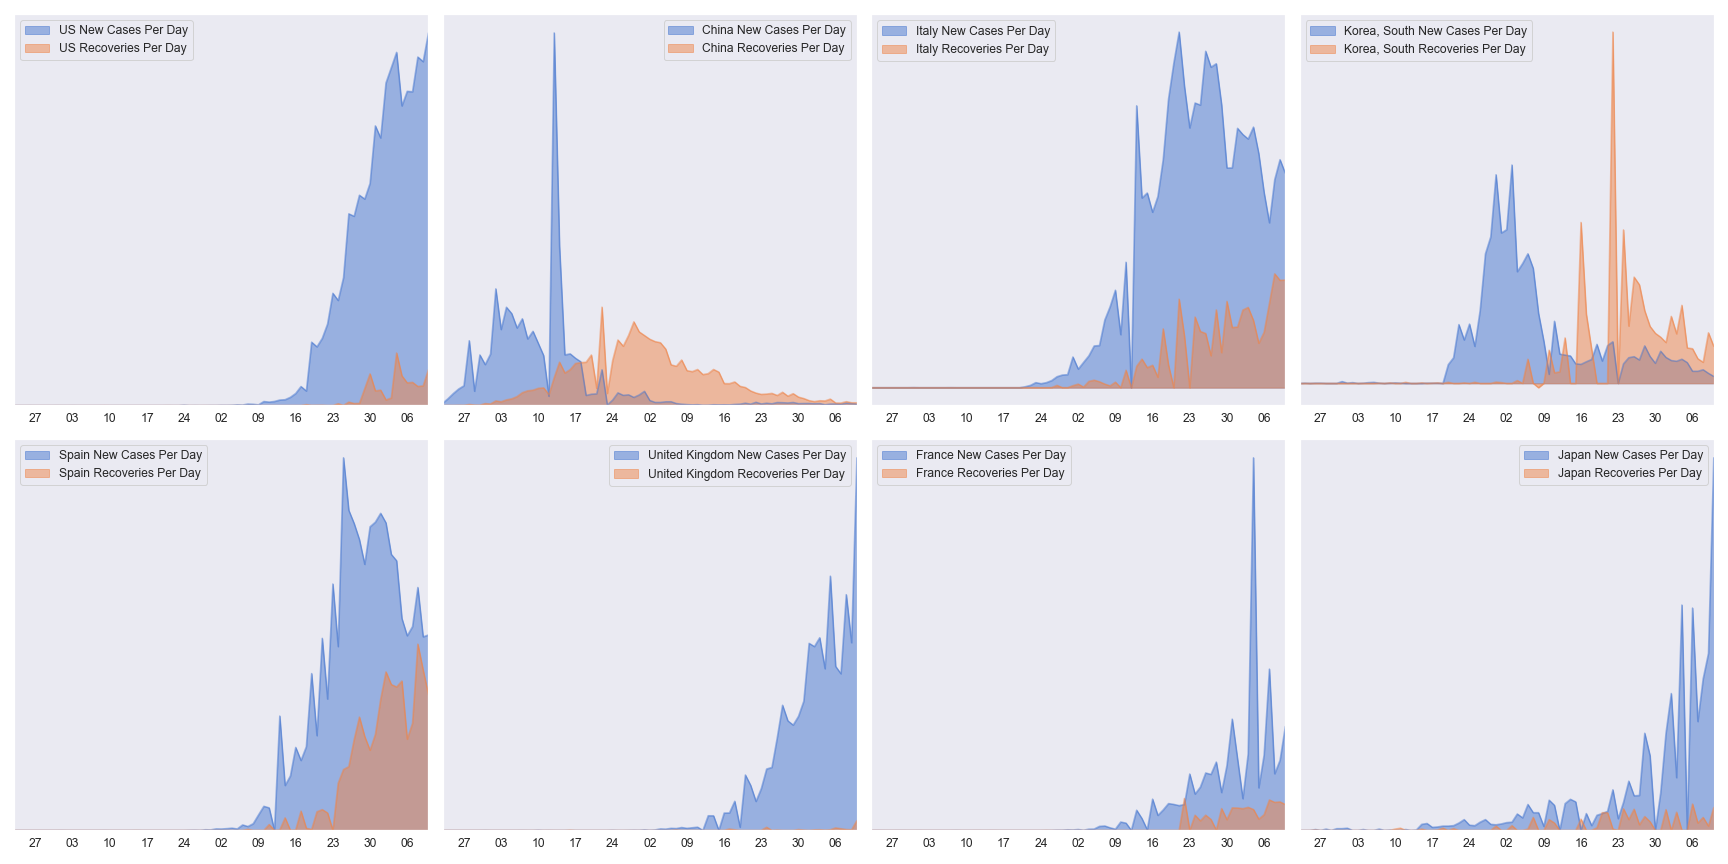 US New Cases Per Day
US Recoveries Per Day
27 03 10 17 24 02 09 16 23 30 06
China New Cases Per Day
China Recoveries Per Day
27 03 10 17 24 02 09 16 23 30 06
Italy New Cases Per Day
Italy Recoveries Per Day
27 03 10 17 24 02 09 16 23 30 06
Korea, South New Cases Per Day
Korea, South Recoveries Per Day
27 03 10 17 24 02 09 16 23 30 06
Spain New Cases Per Day
Spain Recoveries Per Day
27 03 10 17 24 02 09 16 23 30 06
United Kingdom New Cases Per Day
United Kingdom Recoveries Per Day
27 03 10 17 24 02 09 16 23 30 06
France New Cases Per Day
France Recoveries Per Day
27 03 10 17 24 02 09 16 23 30 06
Japan New Cases Per Day
Japan Recoveries Per Day
27 03 10 17 24 02 09 16 23 30 06